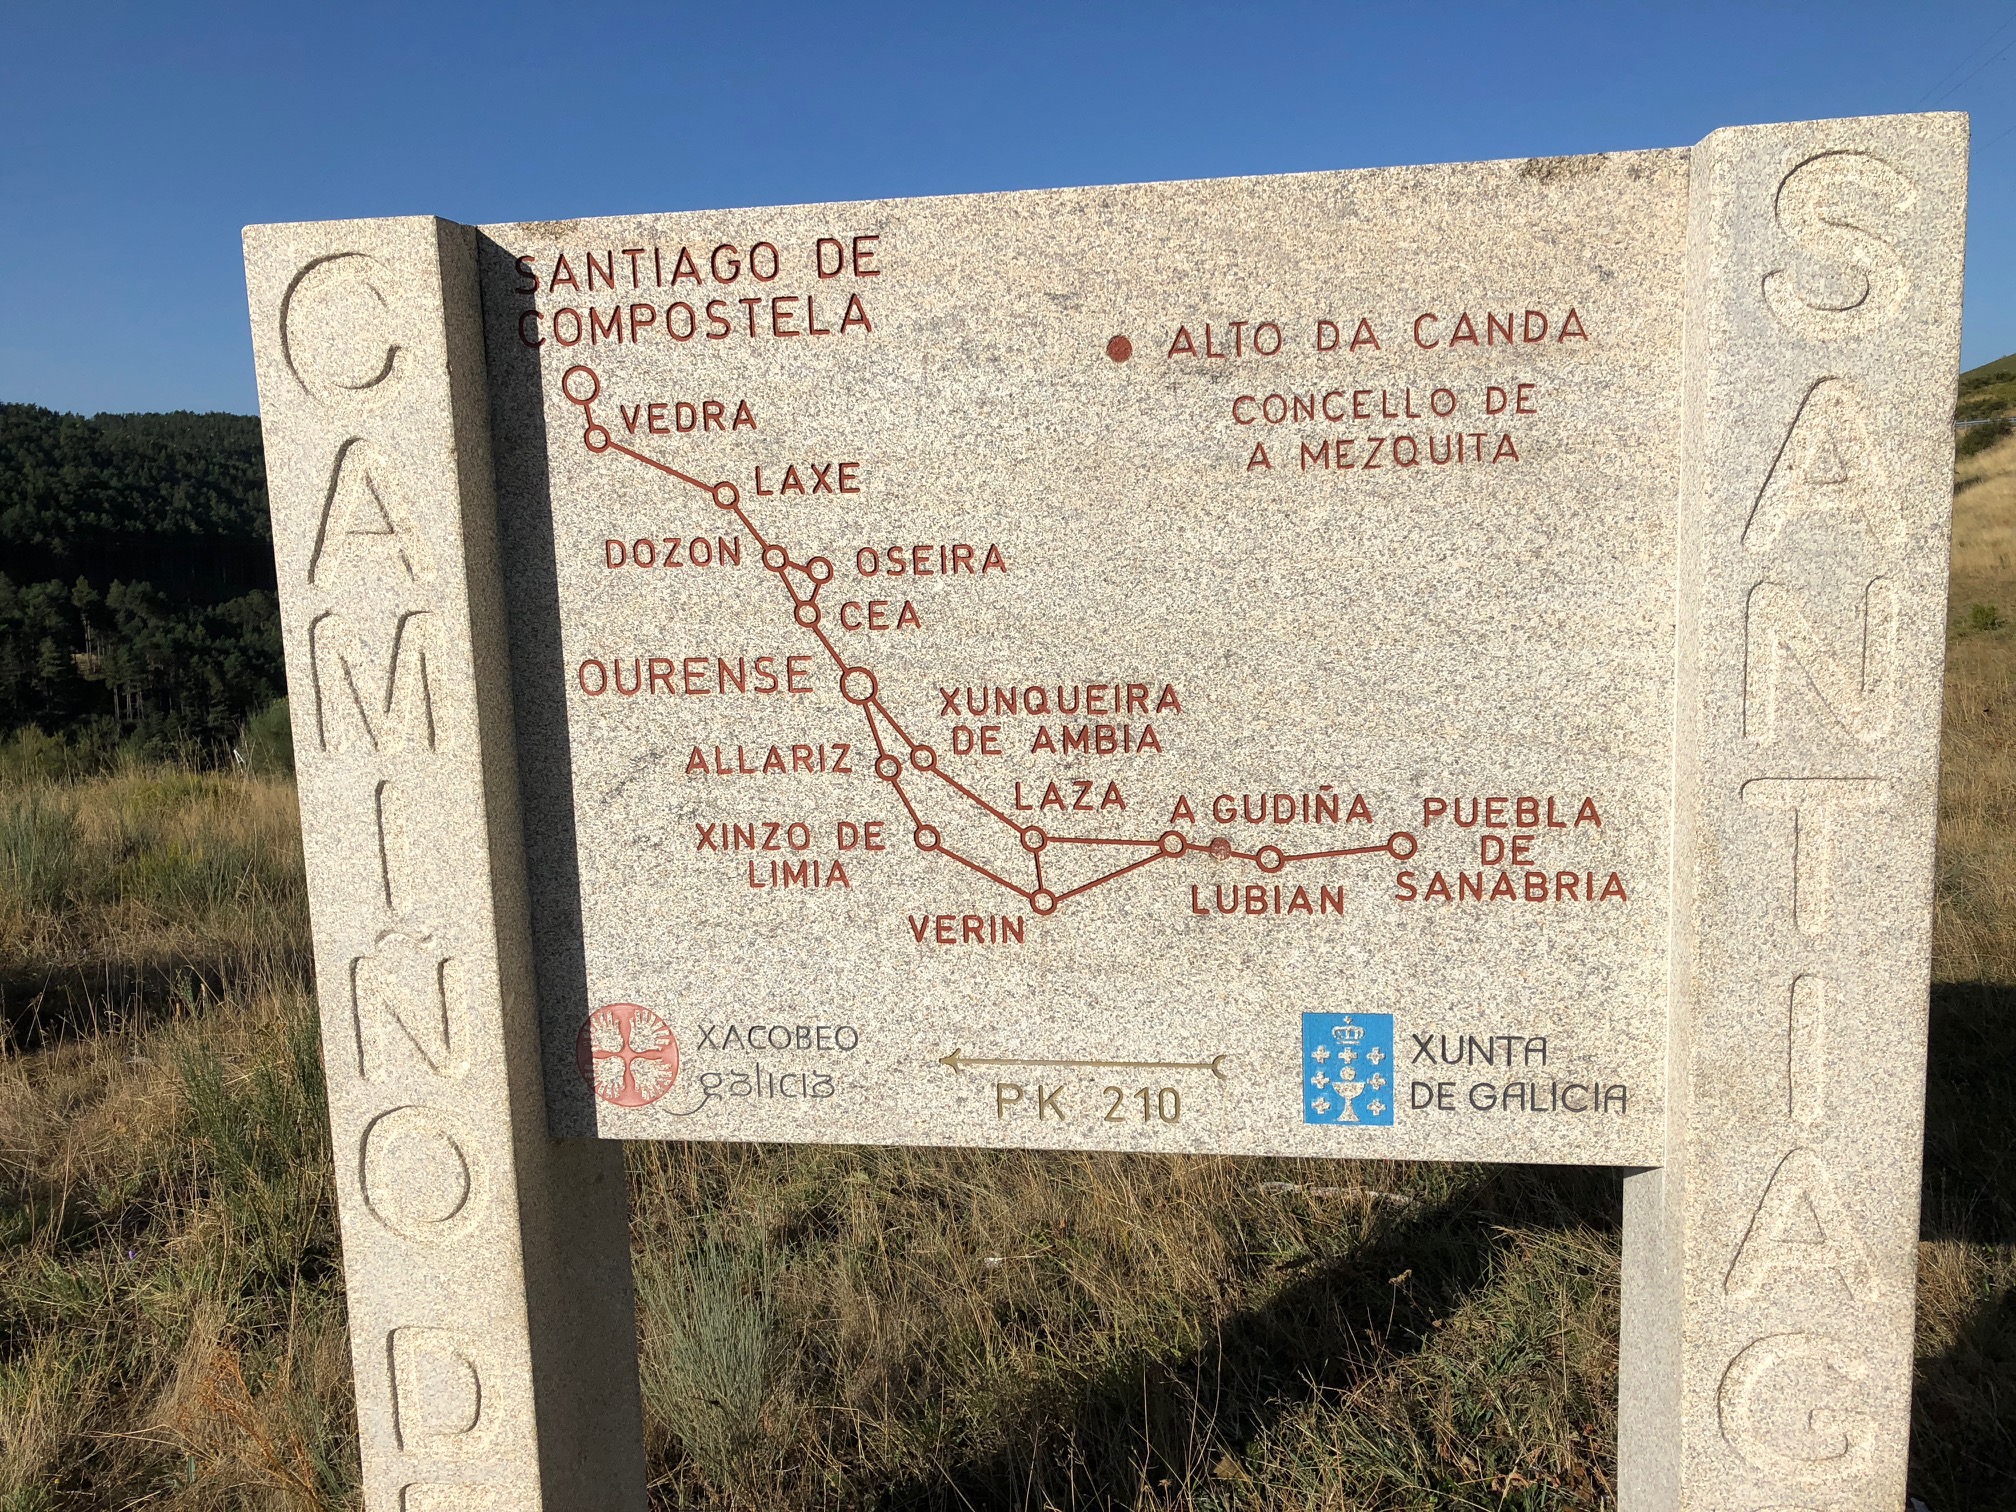 CAMIÑO D
SANTIAGO DE
COMPOSTELA
VEDRA
LAXE
DOZON
OSEIRA
CEA
OURENSE
XUNQUEIRA
DE AMBIA
ALLARIZ
LAZA
A GUDIÑA
PUEBLA
DE
SANABRIA
XINZO DE
LIMIA
LUBIAN
VERIN
ALTO DA CANDA
CONCELLO DE
A MEZQUITA
XACOBEO
galicia
PK 210
XUNTA
DE GALICIA
SANTIAG